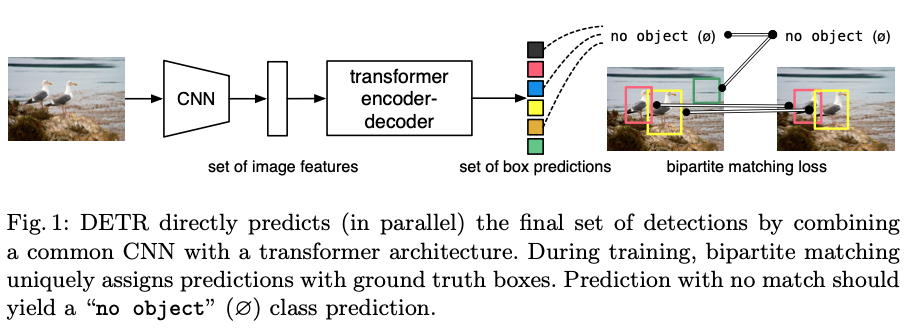 no object (ø) no object (ø)
CNN
transformer
encoder-
decoder
set of image features
set of box predictions
bipartite matching loss
Fig. 1: DETR directly predicts (in parallel) the final set of detections by combining
a common CNN with a transformer architecture. During training, bipartite matching
uniquely assigns predictions with ground truth boxes. Prediction with no match should
yield a “no object” (∅) class prediction.